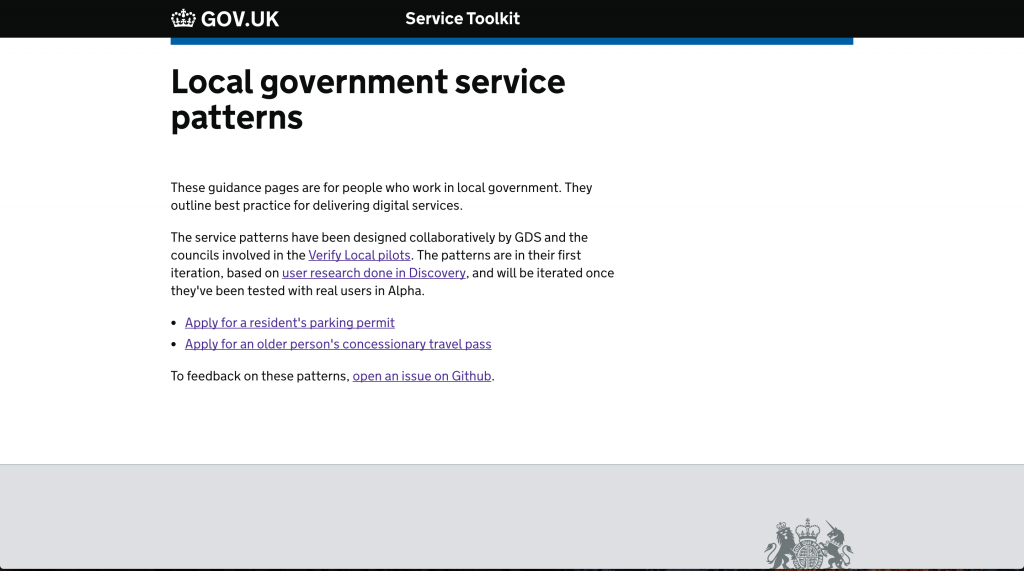 GOV.UK Service Toolkit
Local government service
patterns
These guidance pages are for people who work in local government. They
outline best practice for delivering digital services.
The service patterns have been designed collaboratively by GDS and the
councils involved in the Verify Local pilots. The patterns are in their first
iteration, based on user research done in Discovery, and will be iterated once
they've been tested with real users in Alpha.
• Apply for a resident's parking permit
• Apply for an older person's concessionary travel pass
To feedback on these patterns, open an issue on Github.